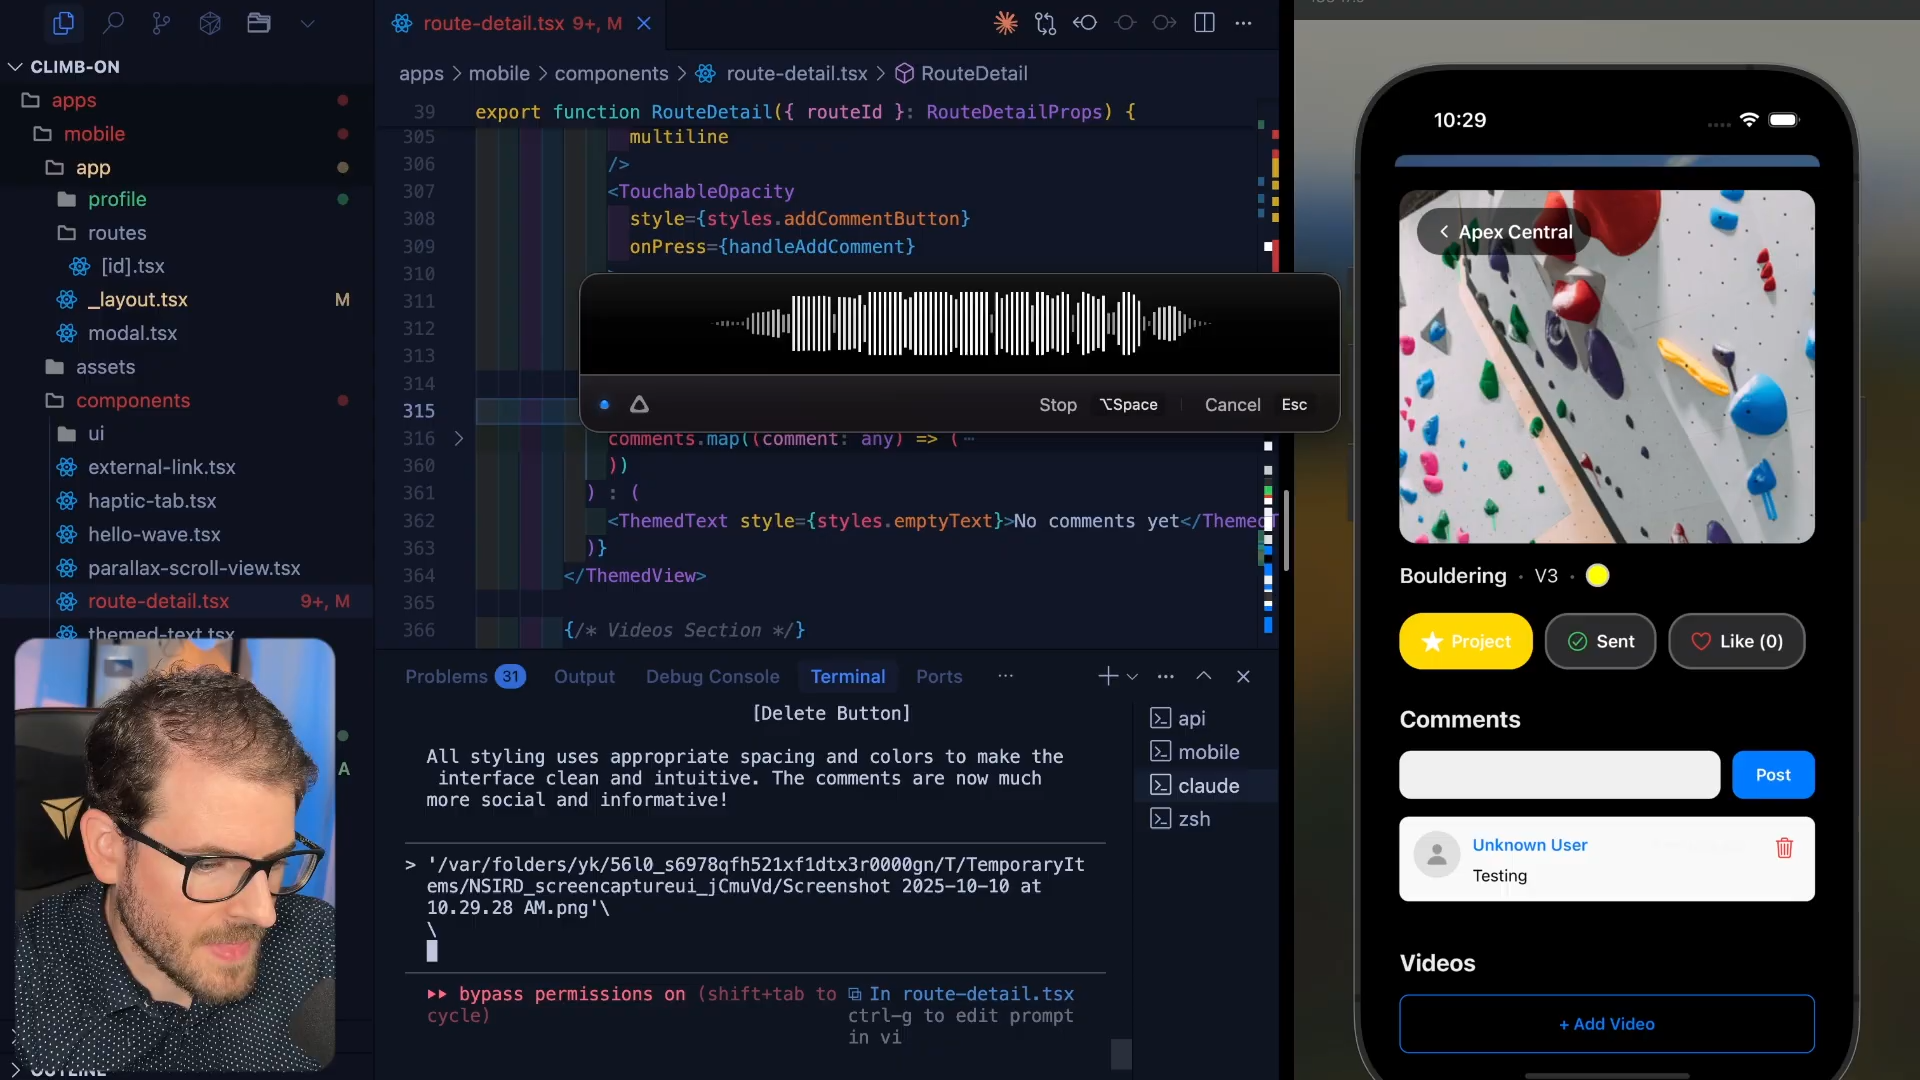 CLIMB-ON
apps
mobile
app
profile
routes
[id].tsx
_layout.tsx M
modal.tsx
assets
components
ui
external-link.tsx
haptic-tab.tsx
hello-wave.tsx
parallax-scroll-view.tsx
route-detail.tsx 9+, M
themed-text.tsx
A
OUTLINE
route-detail.tsx 9+, M
apps > mobile > components > route-detail.tsx > RouteDetail
39 export function RouteDetail({ routeId }: RouteDetailProps) {
305 multiline
306 />
307 <TouchableOpacity
308 style={styles.addCommentButton}
309 onPress={handleAddComment}
310
311
312
313
314
315
316 comments.map((comment: any) => (
360 ))
361 ) : (
362 <ThemedText style={styles.emptyText}>No comments yet</ThemedT
363 )}
364 </ThemedView>
365
366 {/* Videos Section */}
Stop ⌥Space Cancel Esc
Problems 31 Output Debug Console Terminal Ports
[Delete Button]
All styling uses appropriate spacing and colors to make the
interface clean and intuitive. The comments are now much
more social and informative!
> '/var/folders/yk/56l0_s6978qfh521xf1dtx3r0000gn/T/TemporaryIt
ems/NSIRD_screencaptureui_jCmuVd/Screenshot 2025-10-10 at
10.29.28 AM.png'\
\
bypass permissions on (shift+tab to
cycle)
In route-detail.tsx
ctrl-g to edit prompt
in vi
api
mobile
claude
zsh
10:29
Apex Central
Bouldering · V3 ·
Project
Sent
Like (0)
Comments
Post
Unknown User
Testing
Videos
+ Add Video